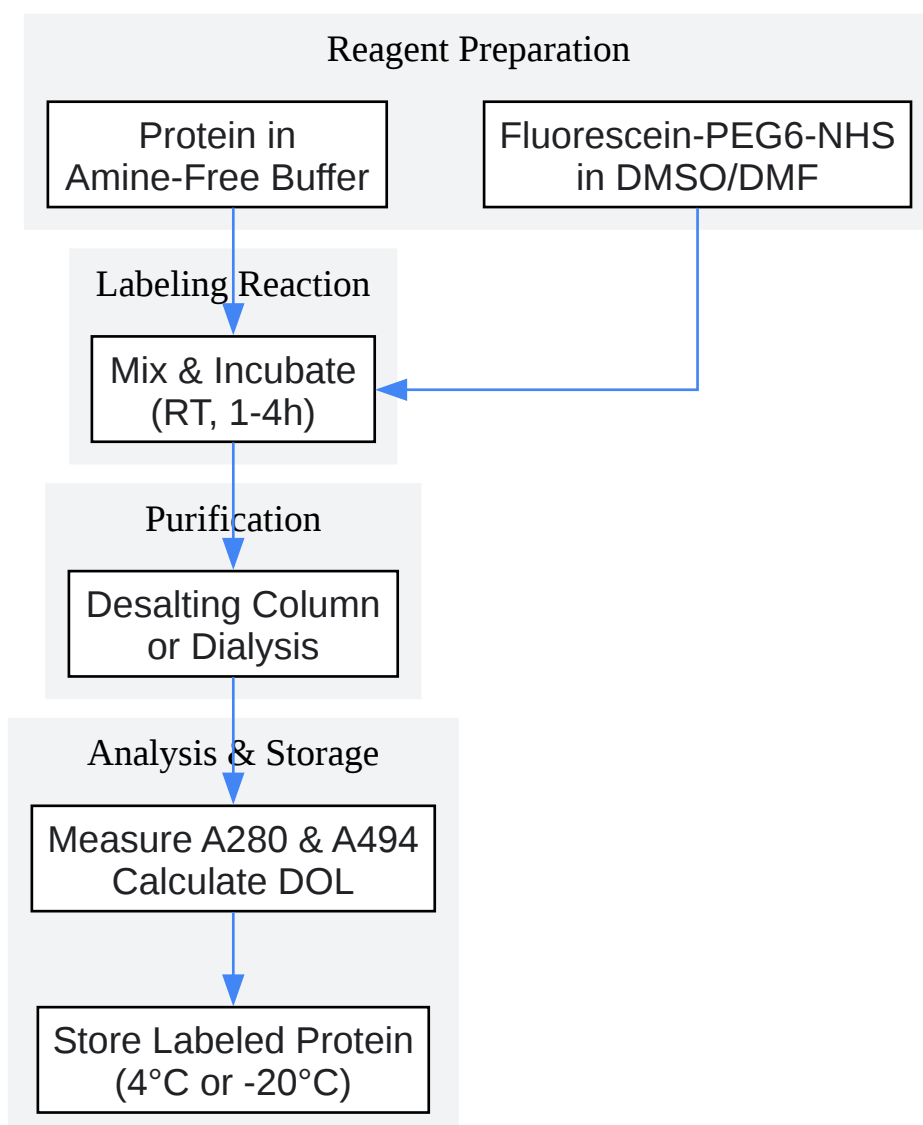 Reagent Preparation
Protein in
Amine-Free Buffer
Fluorescein-PEG6-NHS
in DMSO/DMF
Labeling Reaction
Mix & Incubate
(RT, 1-4h)
Purification
Desalting Column
or Dialysis
Analysis & Storage
Measure A280 & A494
Calculate DOL
Store Labeled Protein
(4°C or -20°C)